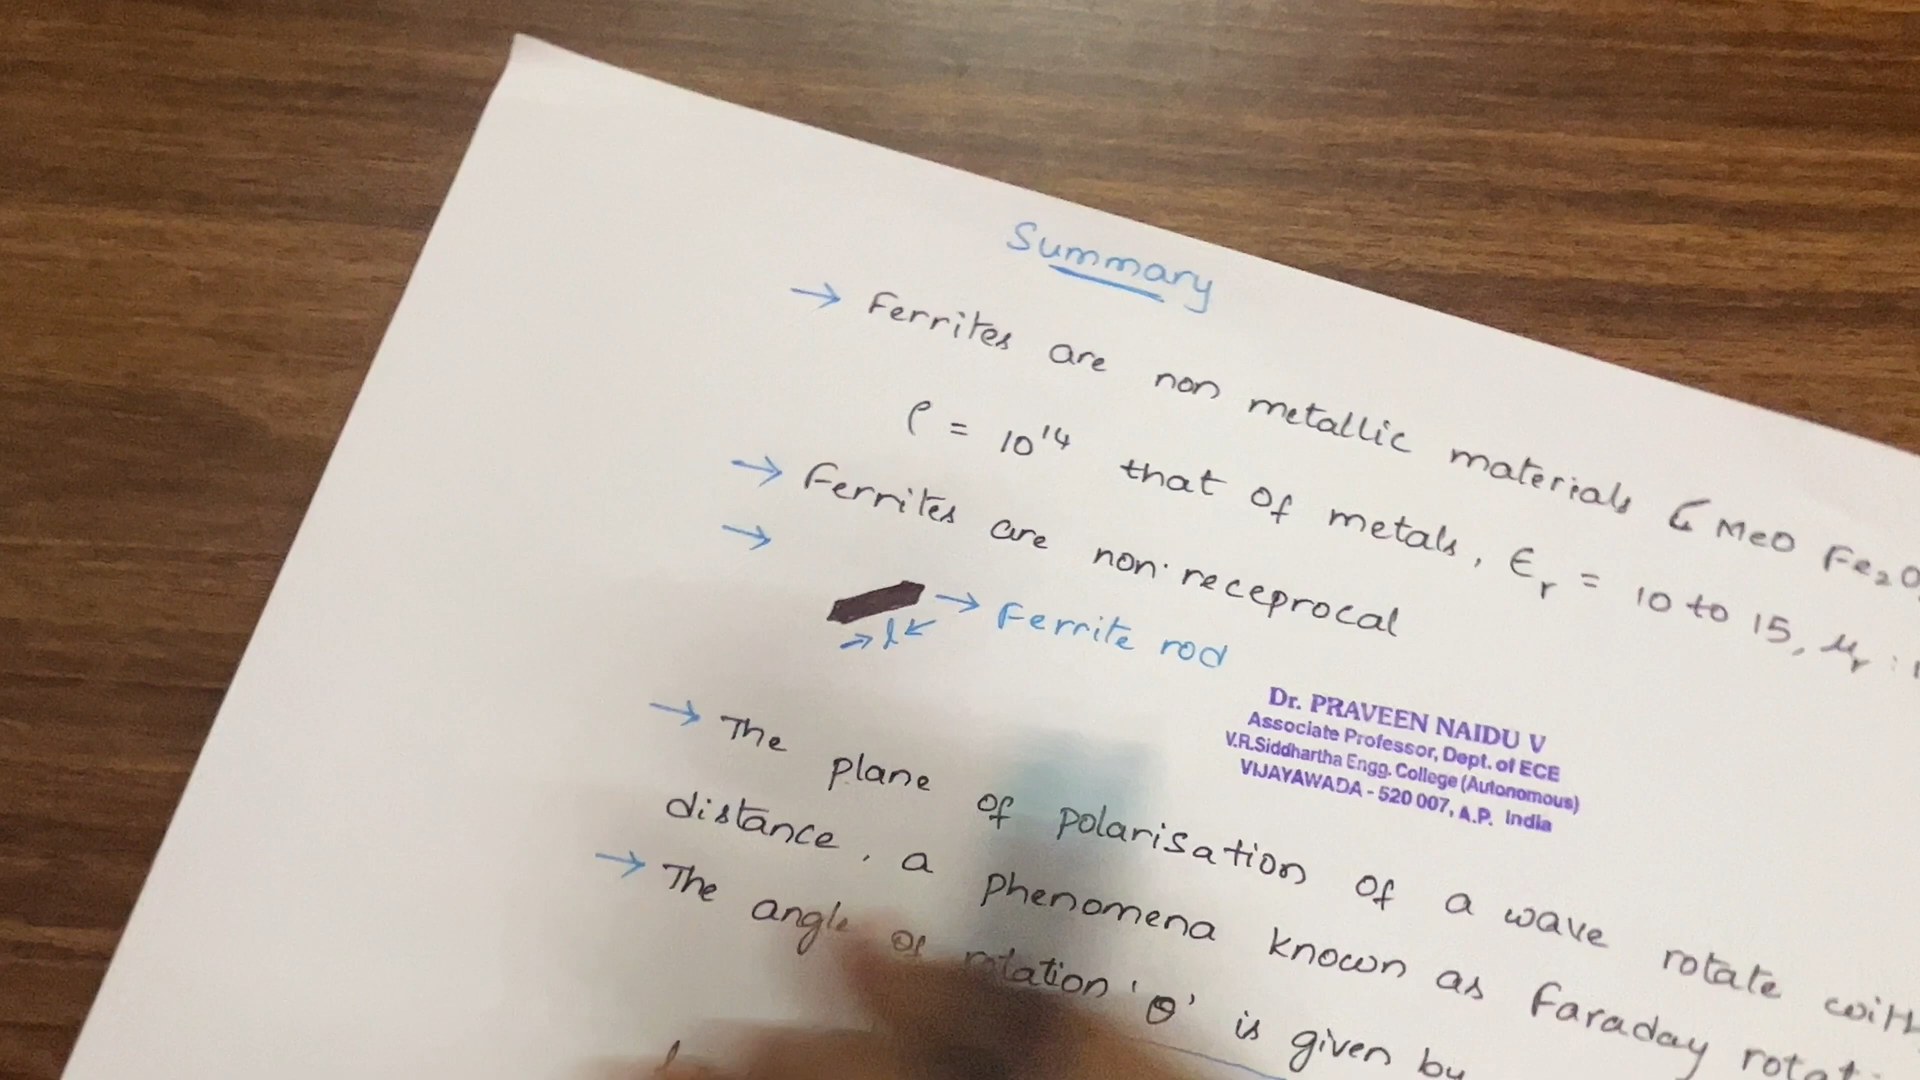 Summary
→ Ferrites are non metallic materials & MeO Fe₂O
ρ = 10¹⁴ that of metals, ϵᵣ = 10 to 15, μᵣ :
→ Ferrites are non receprocal
→
→ Ferrite rod
→ l ←
Dr. PRAVEEN NAIDU V
Associate Professor, Dept. of ECE
V.R.Siddhartha Engg. College (Autonomous)
VIJAYAWADA - 520 007, A.P. India
→ The plane of polarisation of a wave rotate with
distance, a phenomena known as Faraday rotati
→ The angle of rotation 'θ' is given by